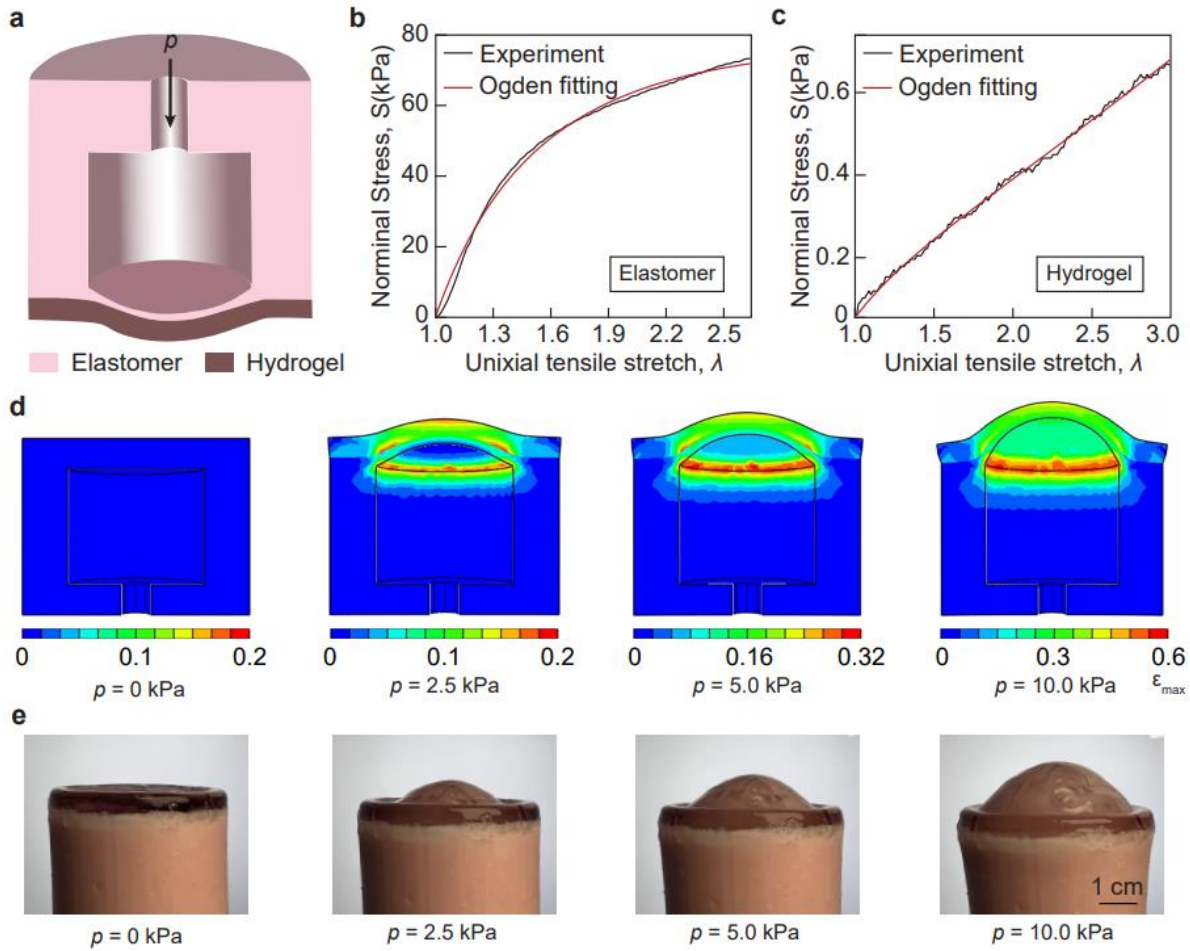 a
p
Elastomer Hydrogel
b
Norminal Stress, S(kPa)
80
60
40
20
0
Experiment
Ogden fitting
Elastomer
1.0 1.3 1.6 1.9 2.2 2.5
Unixial tensile stretch, λ
c
Norminal Stress, S(kPa)
0.6
0.4
0.2
0
Experiment
Ogden fitting
Hydrogel
1.0 1.5 2.0 2.5 3.0
Unixial tensile stretch, λ
d
0 0.1 0.2
p = 0 kPa
0 0.1 0.2
p = 2.5 kPa
0 0.16 0.32
p = 5.0 kPa
0 0.3 0.6
p = 10.0 kPa
εmax
e
1 cm
p = 0 kPa
p = 2.5 kPa
p = 5.0 kPa
p = 10.0 kPa